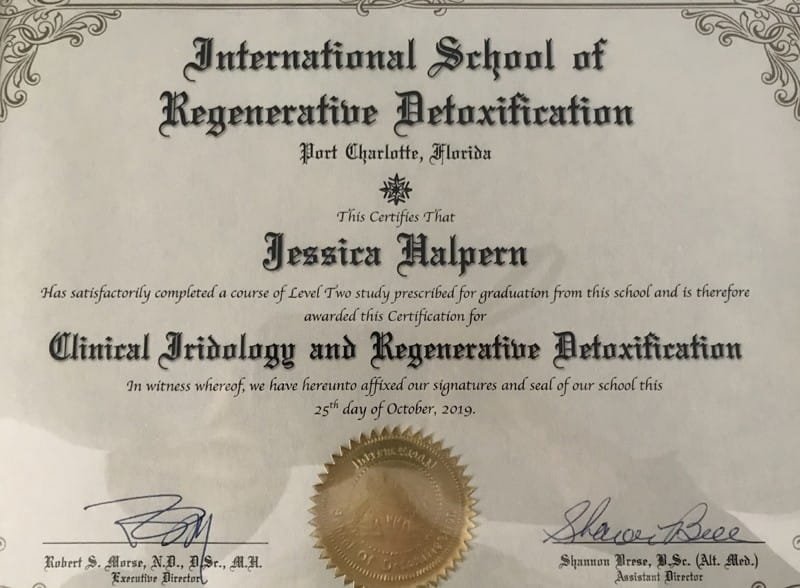 International School of
Regenerative Detoxification
Port Charlotte, Florida
This Certifies That
Jessica Halpern
Has satisfactorily completed a course of Level Two study prescribed for graduation from this school and is therefore
awarded this Certification for
Clinical Iridology and Regenerative Detoxification
In witness whereof, we have hereunto affixed our signatures and seal of our school this
25th day of October, 2019.
Robert S. Morse, N.D., D.Sc., M.H.
Executive Director
Shannon Brese, B.Sc. (Alt. Med.)
Assistant Director